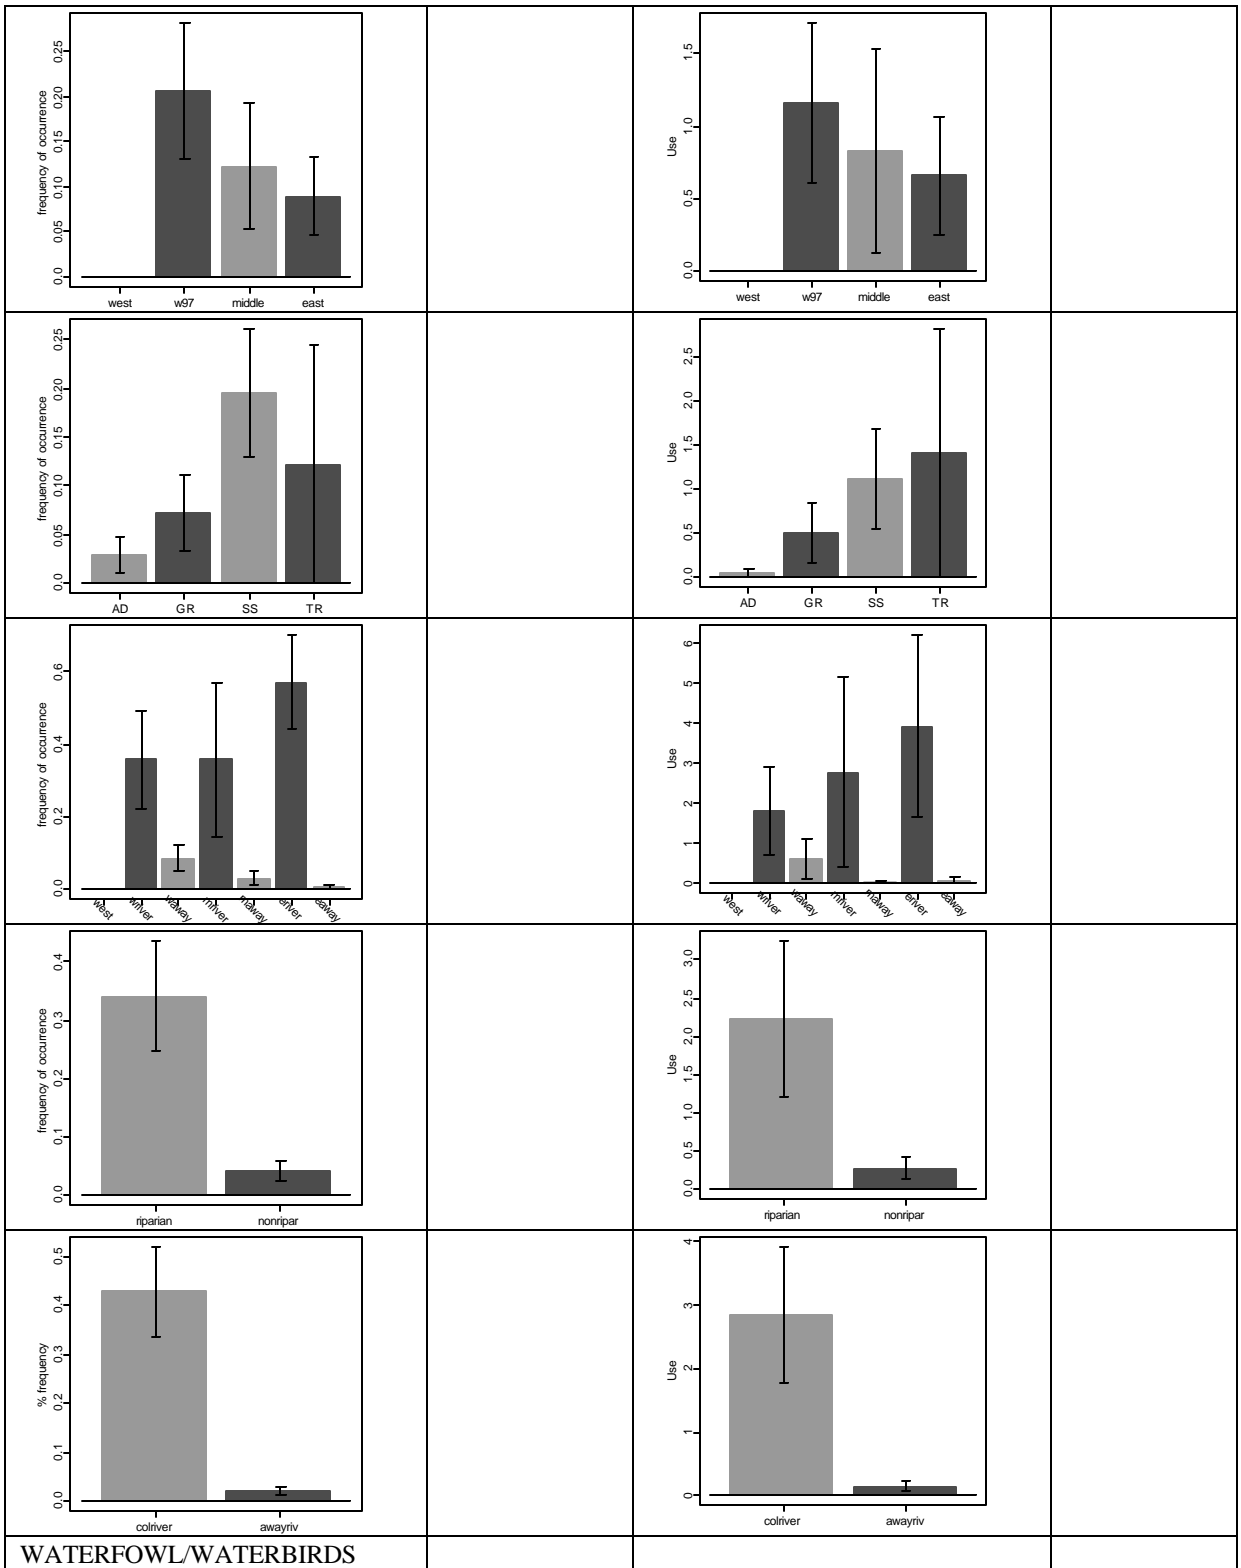 frequency of occurrence
0.0 0.05 0.10 0.15 0.20 0.25
west w97 middle east
Use
0.0 0.5 1.0 1.5
west w97 middle east
frequency of occurrence
0.0 0.05 0.10 0.15 0.20 0.25
AD GR SS TR
Use
0.0 0.5 1.0 1.5 2.0 2.5
AD GR SS TR
frequency of occurrence
0.0 0.2 0.4 0.6
west wriver waway mriver maway eriver eaway
Use
0 1 2 3 4 5 6
west wriver waway mriver maway eriver eaway
frequency of occurrence
0.0 0.1 0.2 0.3 0.4
riparian nonripar
Use
0.0 0.5 1.0 1.5 2.0 2.5 3.0
riparian nonripar
% frequency
0.0 0.1 0.2 0.3 0.4 0.5
colriver awayriv
Use
0 1 2 3 4
colriver awayriv
WATERFOWL/WATERBIRDS